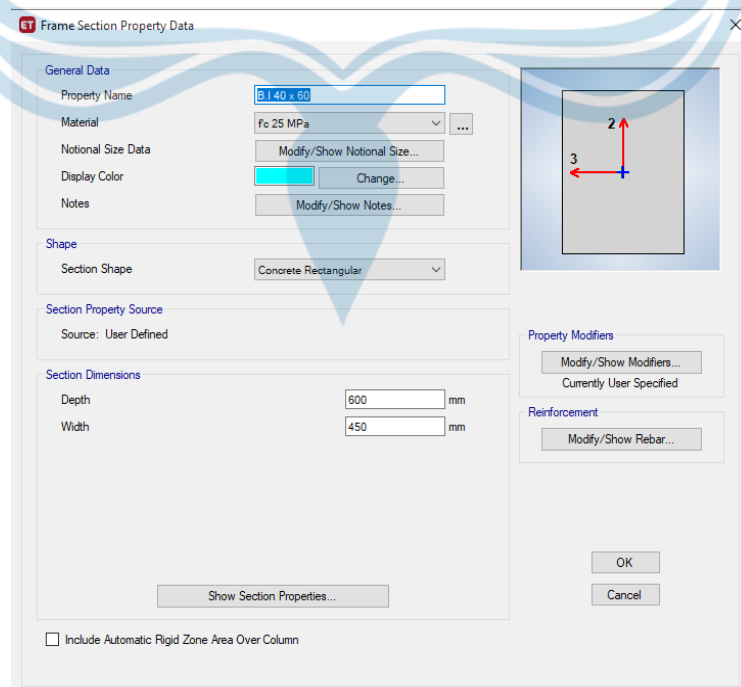 ET Frame Section Property Data
General Data
Property Name B.I 40 x 60
Material f'c 25 MPa ...
Notional Size Data Modify/Show Notional Size...
Display Color Change...
Notes Modify/Show Notes...
Shape
Section Shape Concrete Rectangular
Section Property Source
Source: User Defined
Section Dimensions
Depth 600 mm
Width 450 mm
Show Section Properties...
Include Automatic Rigid Zone Area Over Column
2
3
Property Modifiers
Modify/Show Modifiers...
Currently User Specified
Reinforcement
Modify/Show Rebar...
OK
Cancel